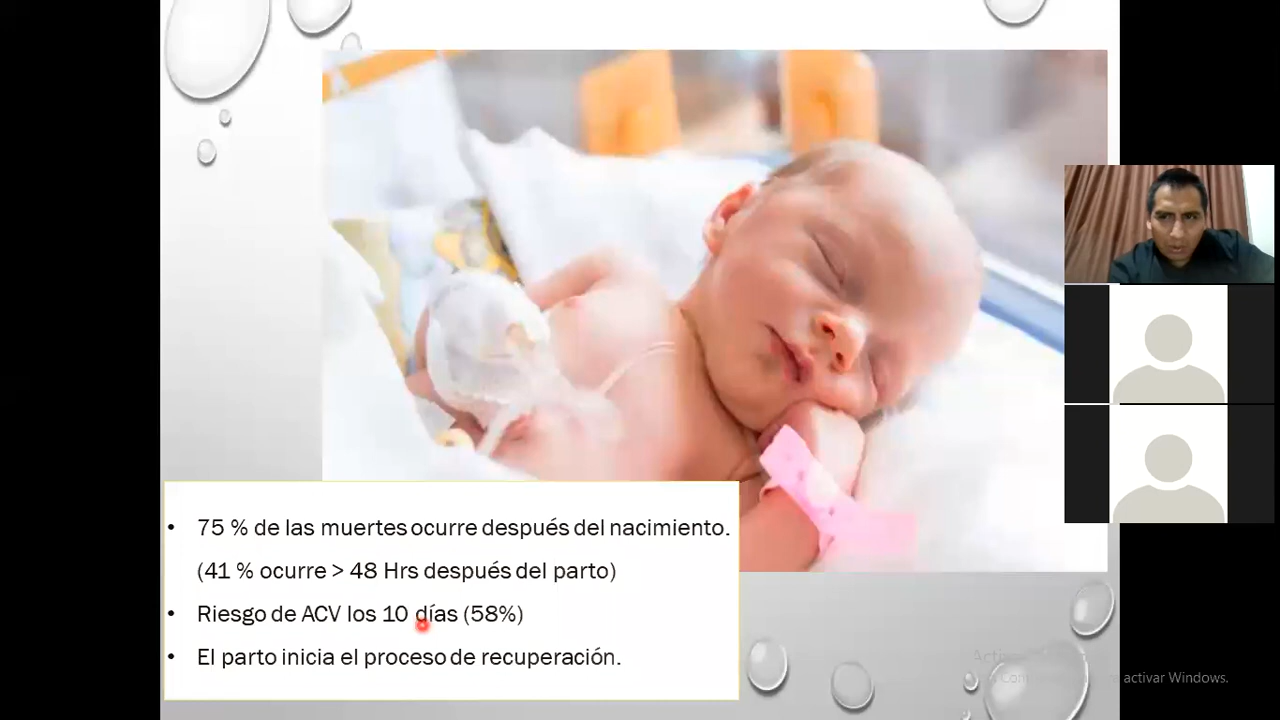 • 75 % de las muertes ocurre después del nacimiento.
(41 % ocurre > 48 Hrs después del parto)
• Riesgo de ACV los 10 días (58%)
• El parto inicia el proceso de recuperación.
activar Windows.